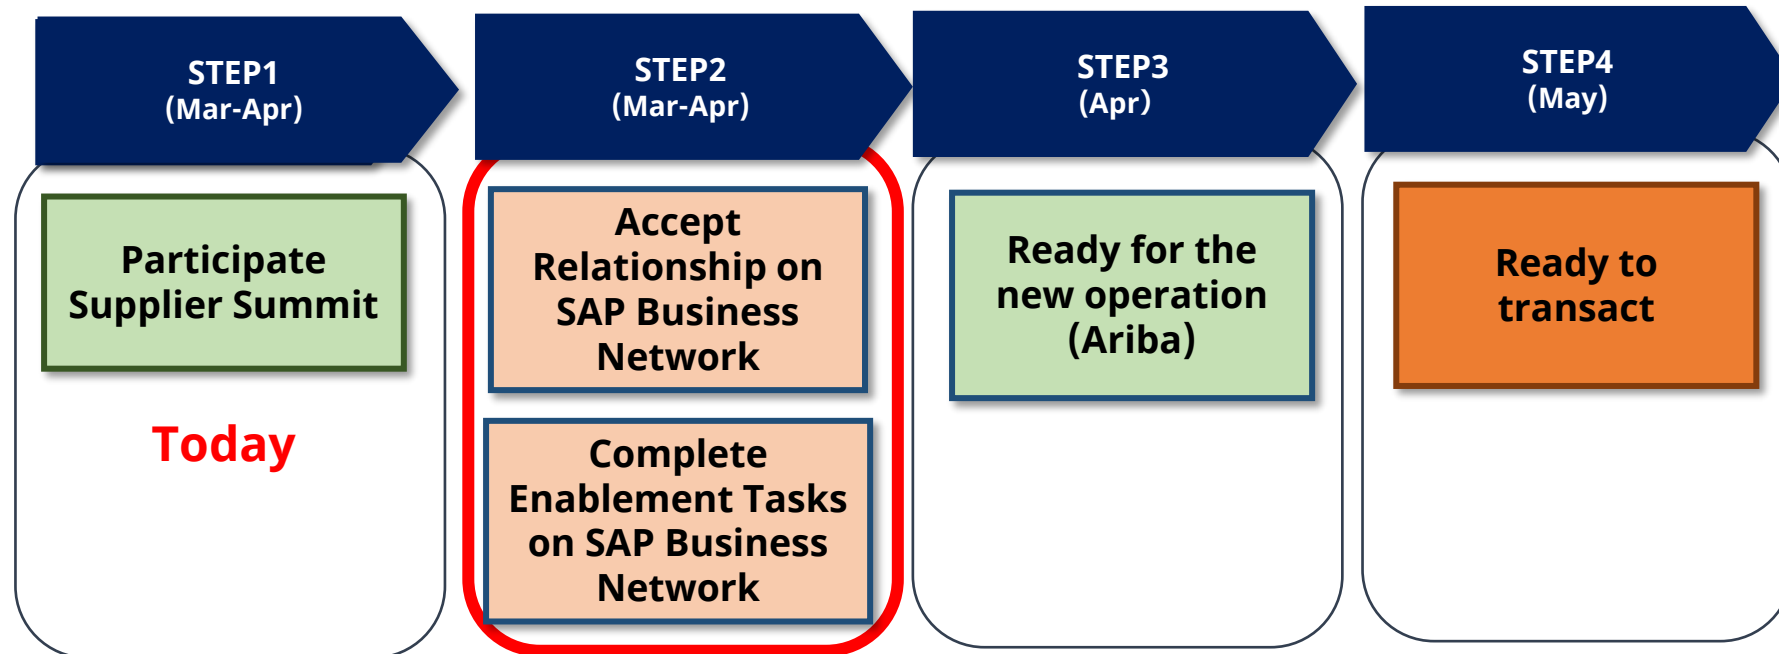 STEP1
(Mar-Apr)
Participate
Supplier Summit
Today
STEP2
(Mar-Apr)
Accept
Relationship on
SAP Business
Network
Complete
Enablement Tasks
on SAP Business
Network
STEP3
(Apr)
Ready for the
new operation
(Ariba)
STEP4
(May)
Ready to
transact